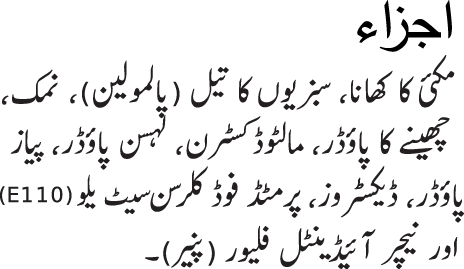 اجزاء
مکئی کا کھانا، سبزیوں کا تیل (پالمولین)، نمک،
چھینے کا پاؤڈر، مالٹوڈکسٹرن، لہسن پاؤڈر، پیاز
پاؤڈر، ڈیکسٹروز، پرمٹڈ فوڈ کلرسن سیٹ یلو (E110)
اور نیچر آئیڈینٹل فلیور (پنیر)۔